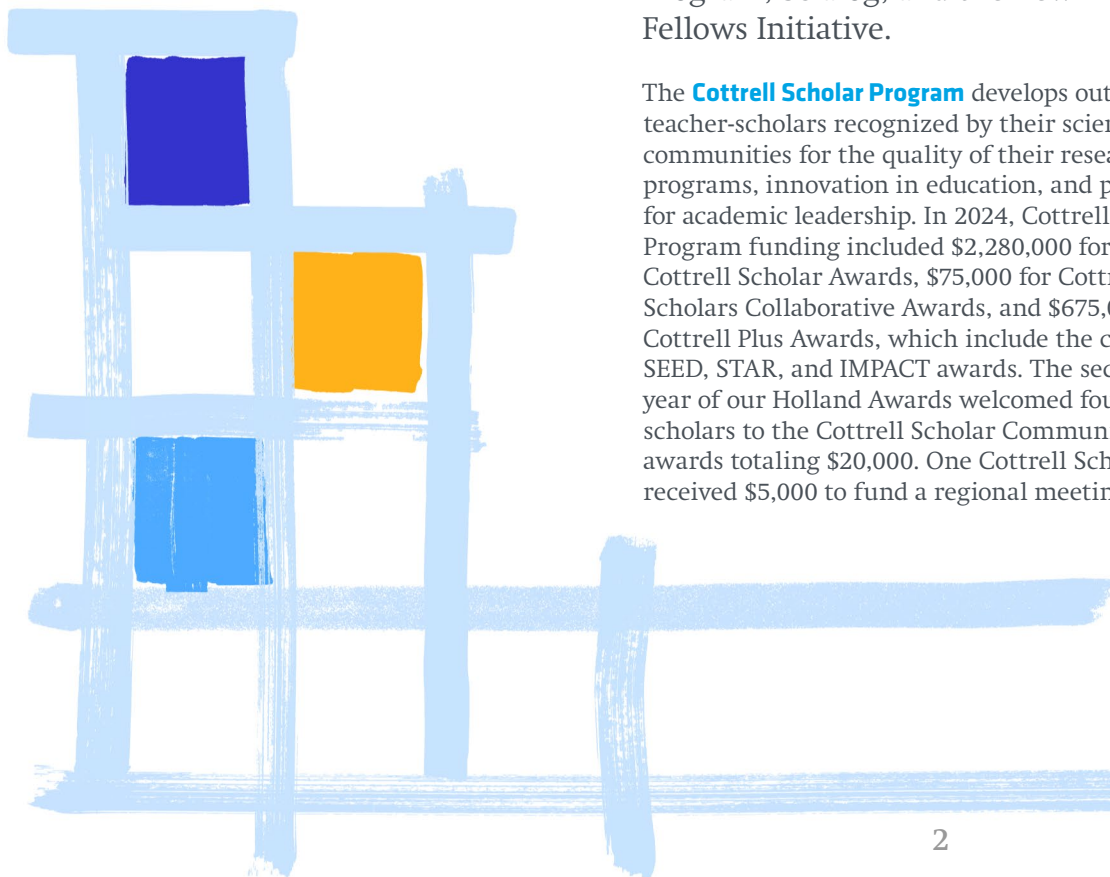 Fellows Initiative.
The Cottrell Scholar Program develops out
teacher-scholars recognized by their scien
communities for the quality of their resea
programs, innovation in education, and p
for academic leadership. In 2024, Cottrell
Program funding included $2,280,000 for
Cottrell Scholar Awards, $75,000 for Cottr
Scholars Collaborative Awards, and $675,0
Cottrell Plus Awards, which include the c
SEED, STAR, and IMPACT awards. The sec
year of our Holland Awards welcomed fou
scholars to the Cottrell Scholar Commun
awards totaling $20,000. One Cottrell Sch
received $5,000 to fund a regional meetin
2